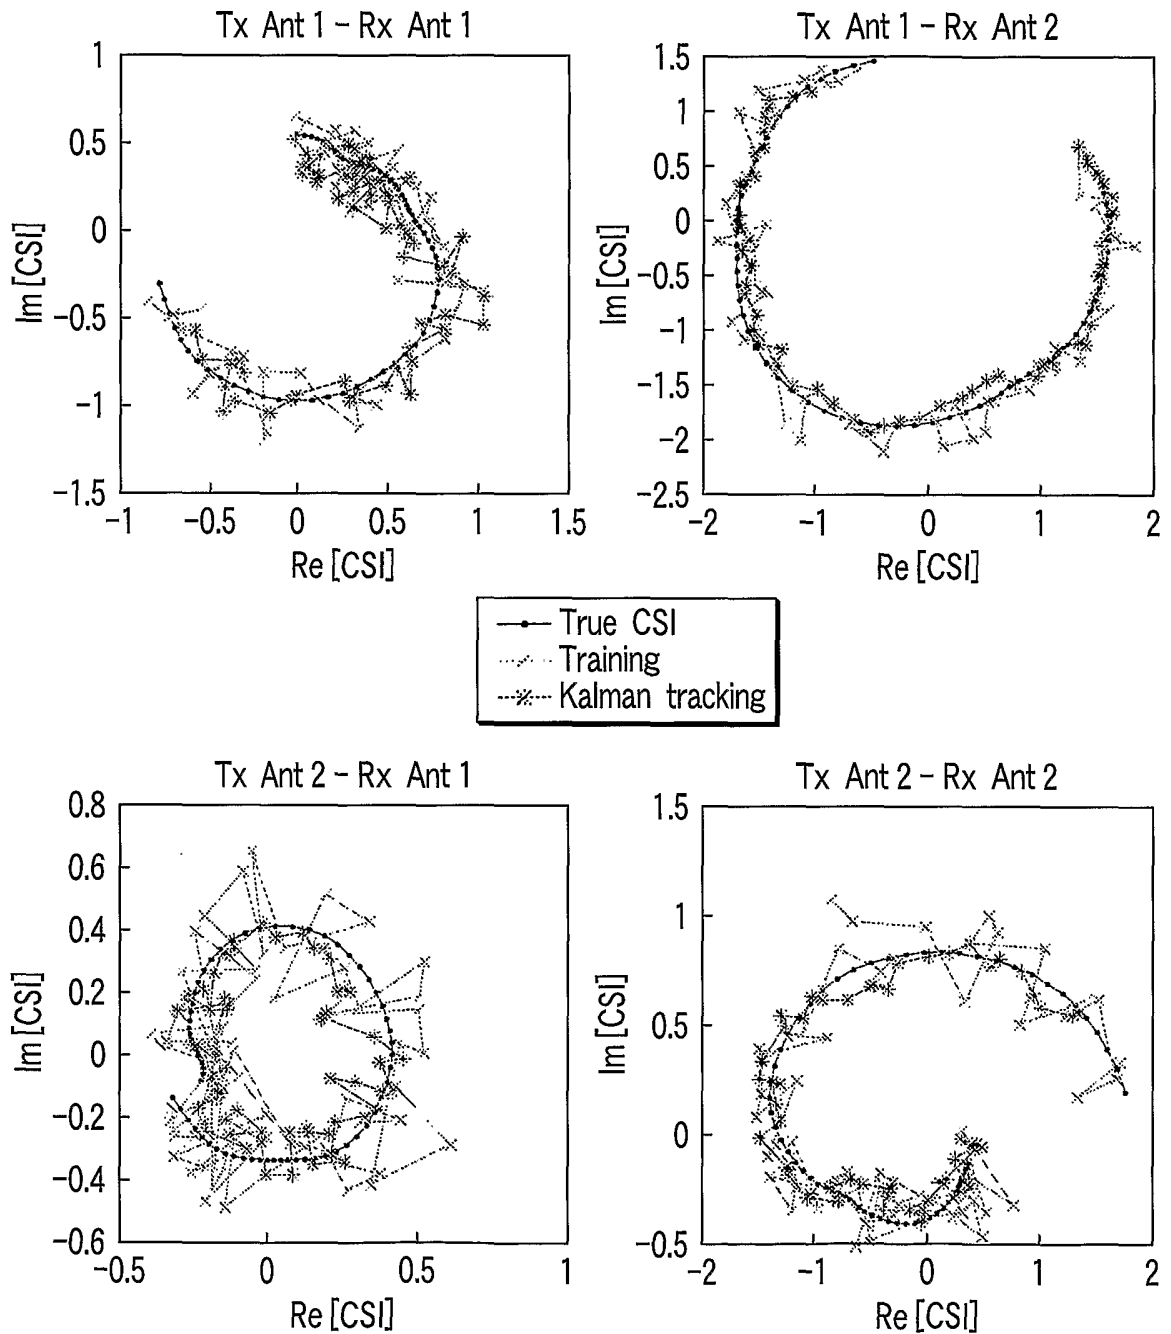 Tx Ant 1 – Rx Ant 1
Tx Ant 1 – Rx Ant 2
1
0.5
0
-0.5
-1
-1.5
Im [CSI]
-1 -0.5 0 0.5 1 1.5
Re [CSI]
1.5
1
0.5
0
-0.5
-1
-1.5
-2
-2.5
Im [CSI]
-2 -1 0 1 2
Re [CSI]
True CSI
Training
Kalman tracking
Tx Ant 2 – Rx Ant 1
Tx Ant 2 – Rx Ant 2
0.8
0.6
0.4
0.2
0
-0.2
-0.4
-0.6
Im [CSI]
-0.5 0 0.5 1
Re [CSI]
1.5
1
0.5
0
-0.5
Im [CSI]
-2 -1 0 1 2
Re [CSI]